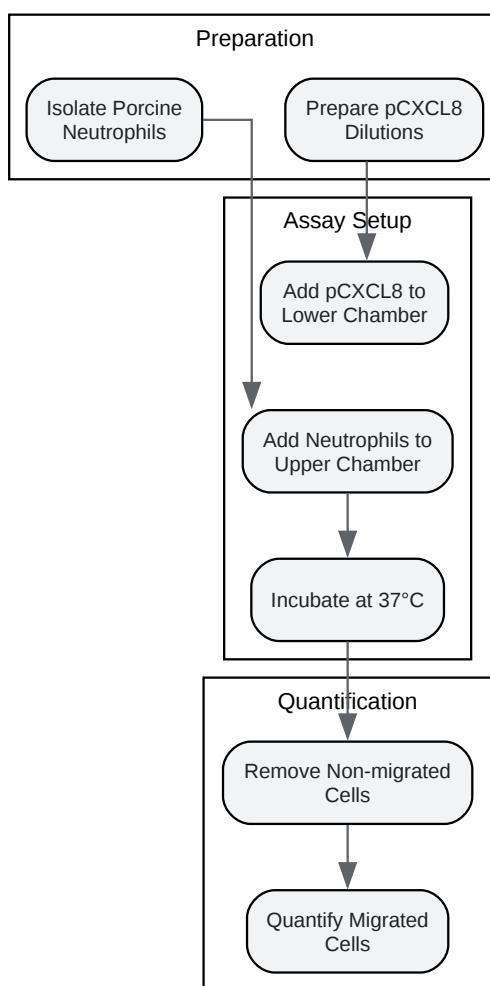 Preparation
Isolate Porcine
Neutrophils
Prepare pCXCL8
Dilutions
Assay Setup
Add pCXCL8 to
Lower Chamber
Add Neutrophils to
Upper Chamber
Incubate at 37°C
Quantification
Remove Non-migrated
Cells
Quantify Migrated
Cells